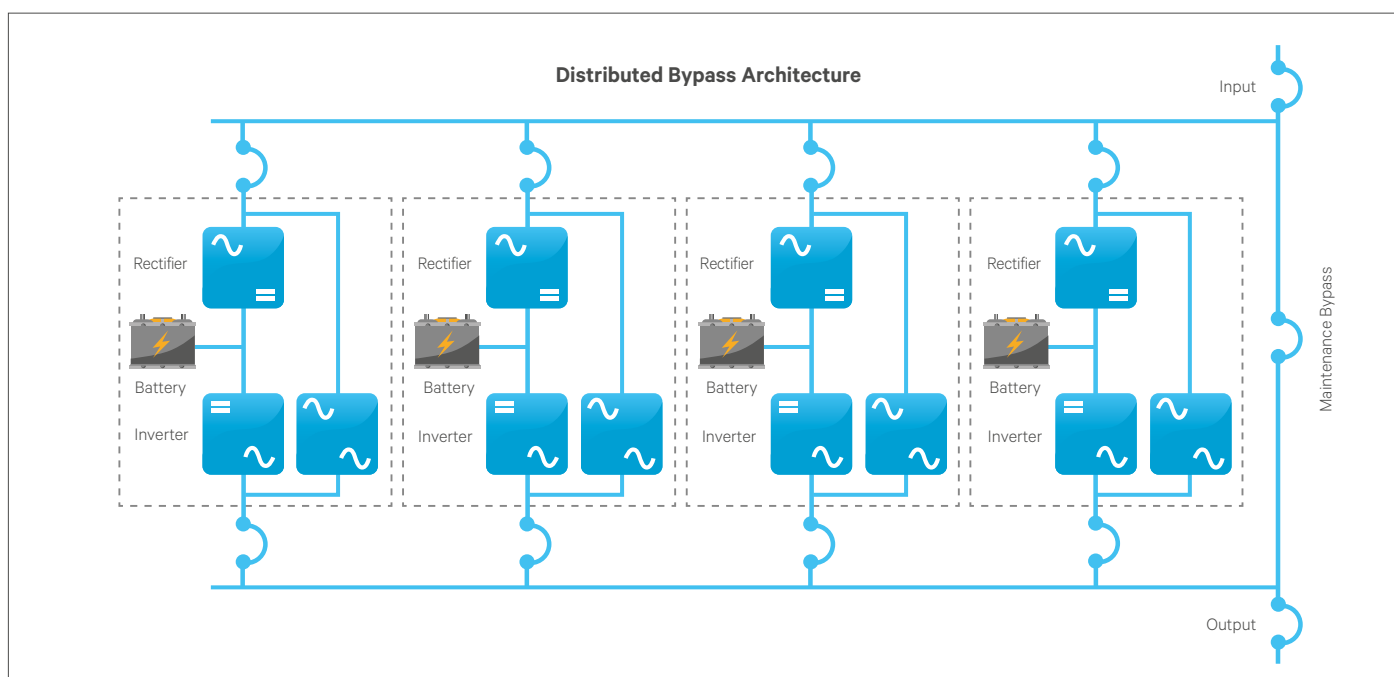 Distributed Bypass Architecture
Input
Rectifier
Rectifier
Rectifier
Rectifier
Maintenance Bypass
Battery
Battery
Battery
Battery
Inverter
Inverter
Inverter
Inverter
Output